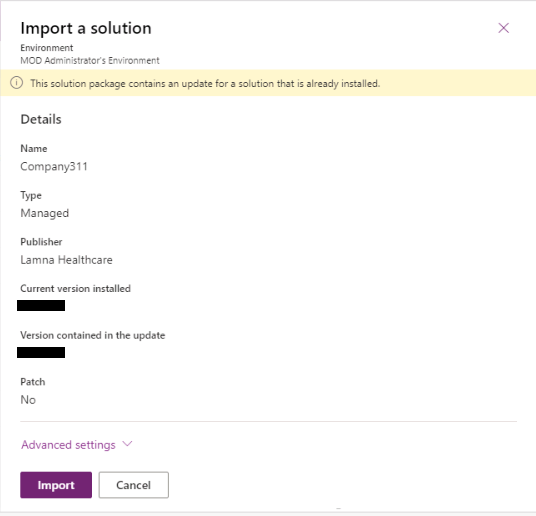 Import a solution
Environment
MOD Administrator's Environment
This solution package contains an update for a solution that is already installed.
Details
Name
Company311
Type
Managed
Publisher
Lamna Healthcare
Current version installed
Version contained in the update
Patch
No
Advanced settings
Import Cancel